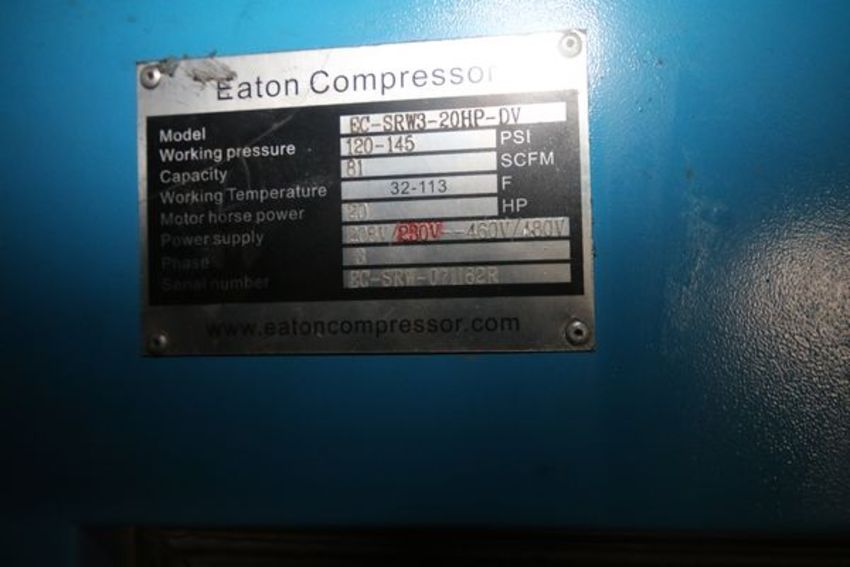 Eaton Compressor
Model EC-SRW3-20HP-DV
Working pressure 120-145 PSI
Capacity 81 SCFM
Working Temperature 32-113 F
Motor horse power 20 HP
Power supply 208V/230V--460V/480V
Phase 3
Serial number
www.eatoncompressor.com